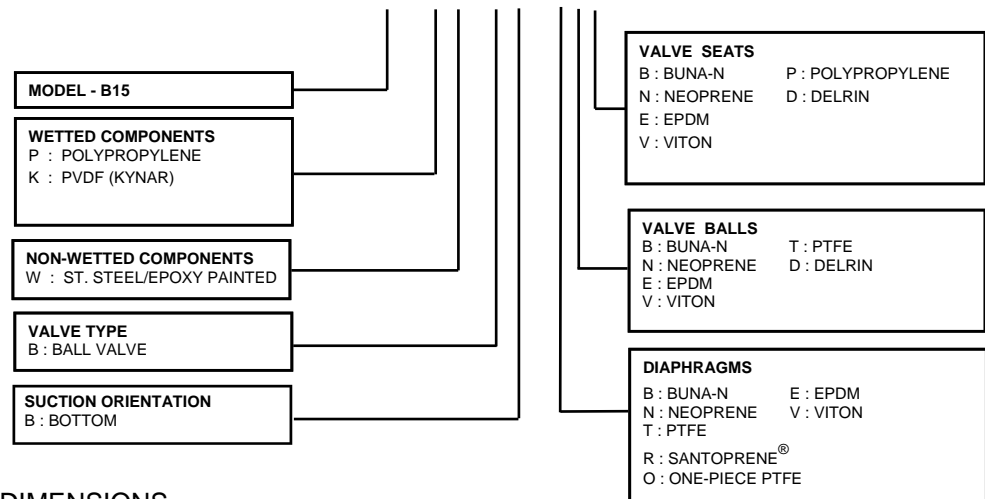 MODEL - B15
WETTED COMPONENTS
P : POLYPROPYLENE
K : PVDF (KYNAR)
NON-WETTED COMPONENTS
W : ST. STEEL/EPOXY PAINTED
VALVE TYPE
B : BALL VALVE
SUCTION ORIENTATION
B : BOTTOM
VALVE SEATS
B : BUNA-N P : POLYPROPYLENE
N : NEOPRENE D : DELRIN
E : EPDM
V : VITON
VALVE BALLS
B : BUNA-N T : PTFE
N : NEOPRENE D : DELRIN
E : EPDM
V : VITON
DIAPHRAGMS
B : BUNA-N E : EPDM
N : NEOPRENE V : VITON
T : PTFE
R : SANTOPRENE®
O : ONE-PIECE PTFE
DIMENSIONS